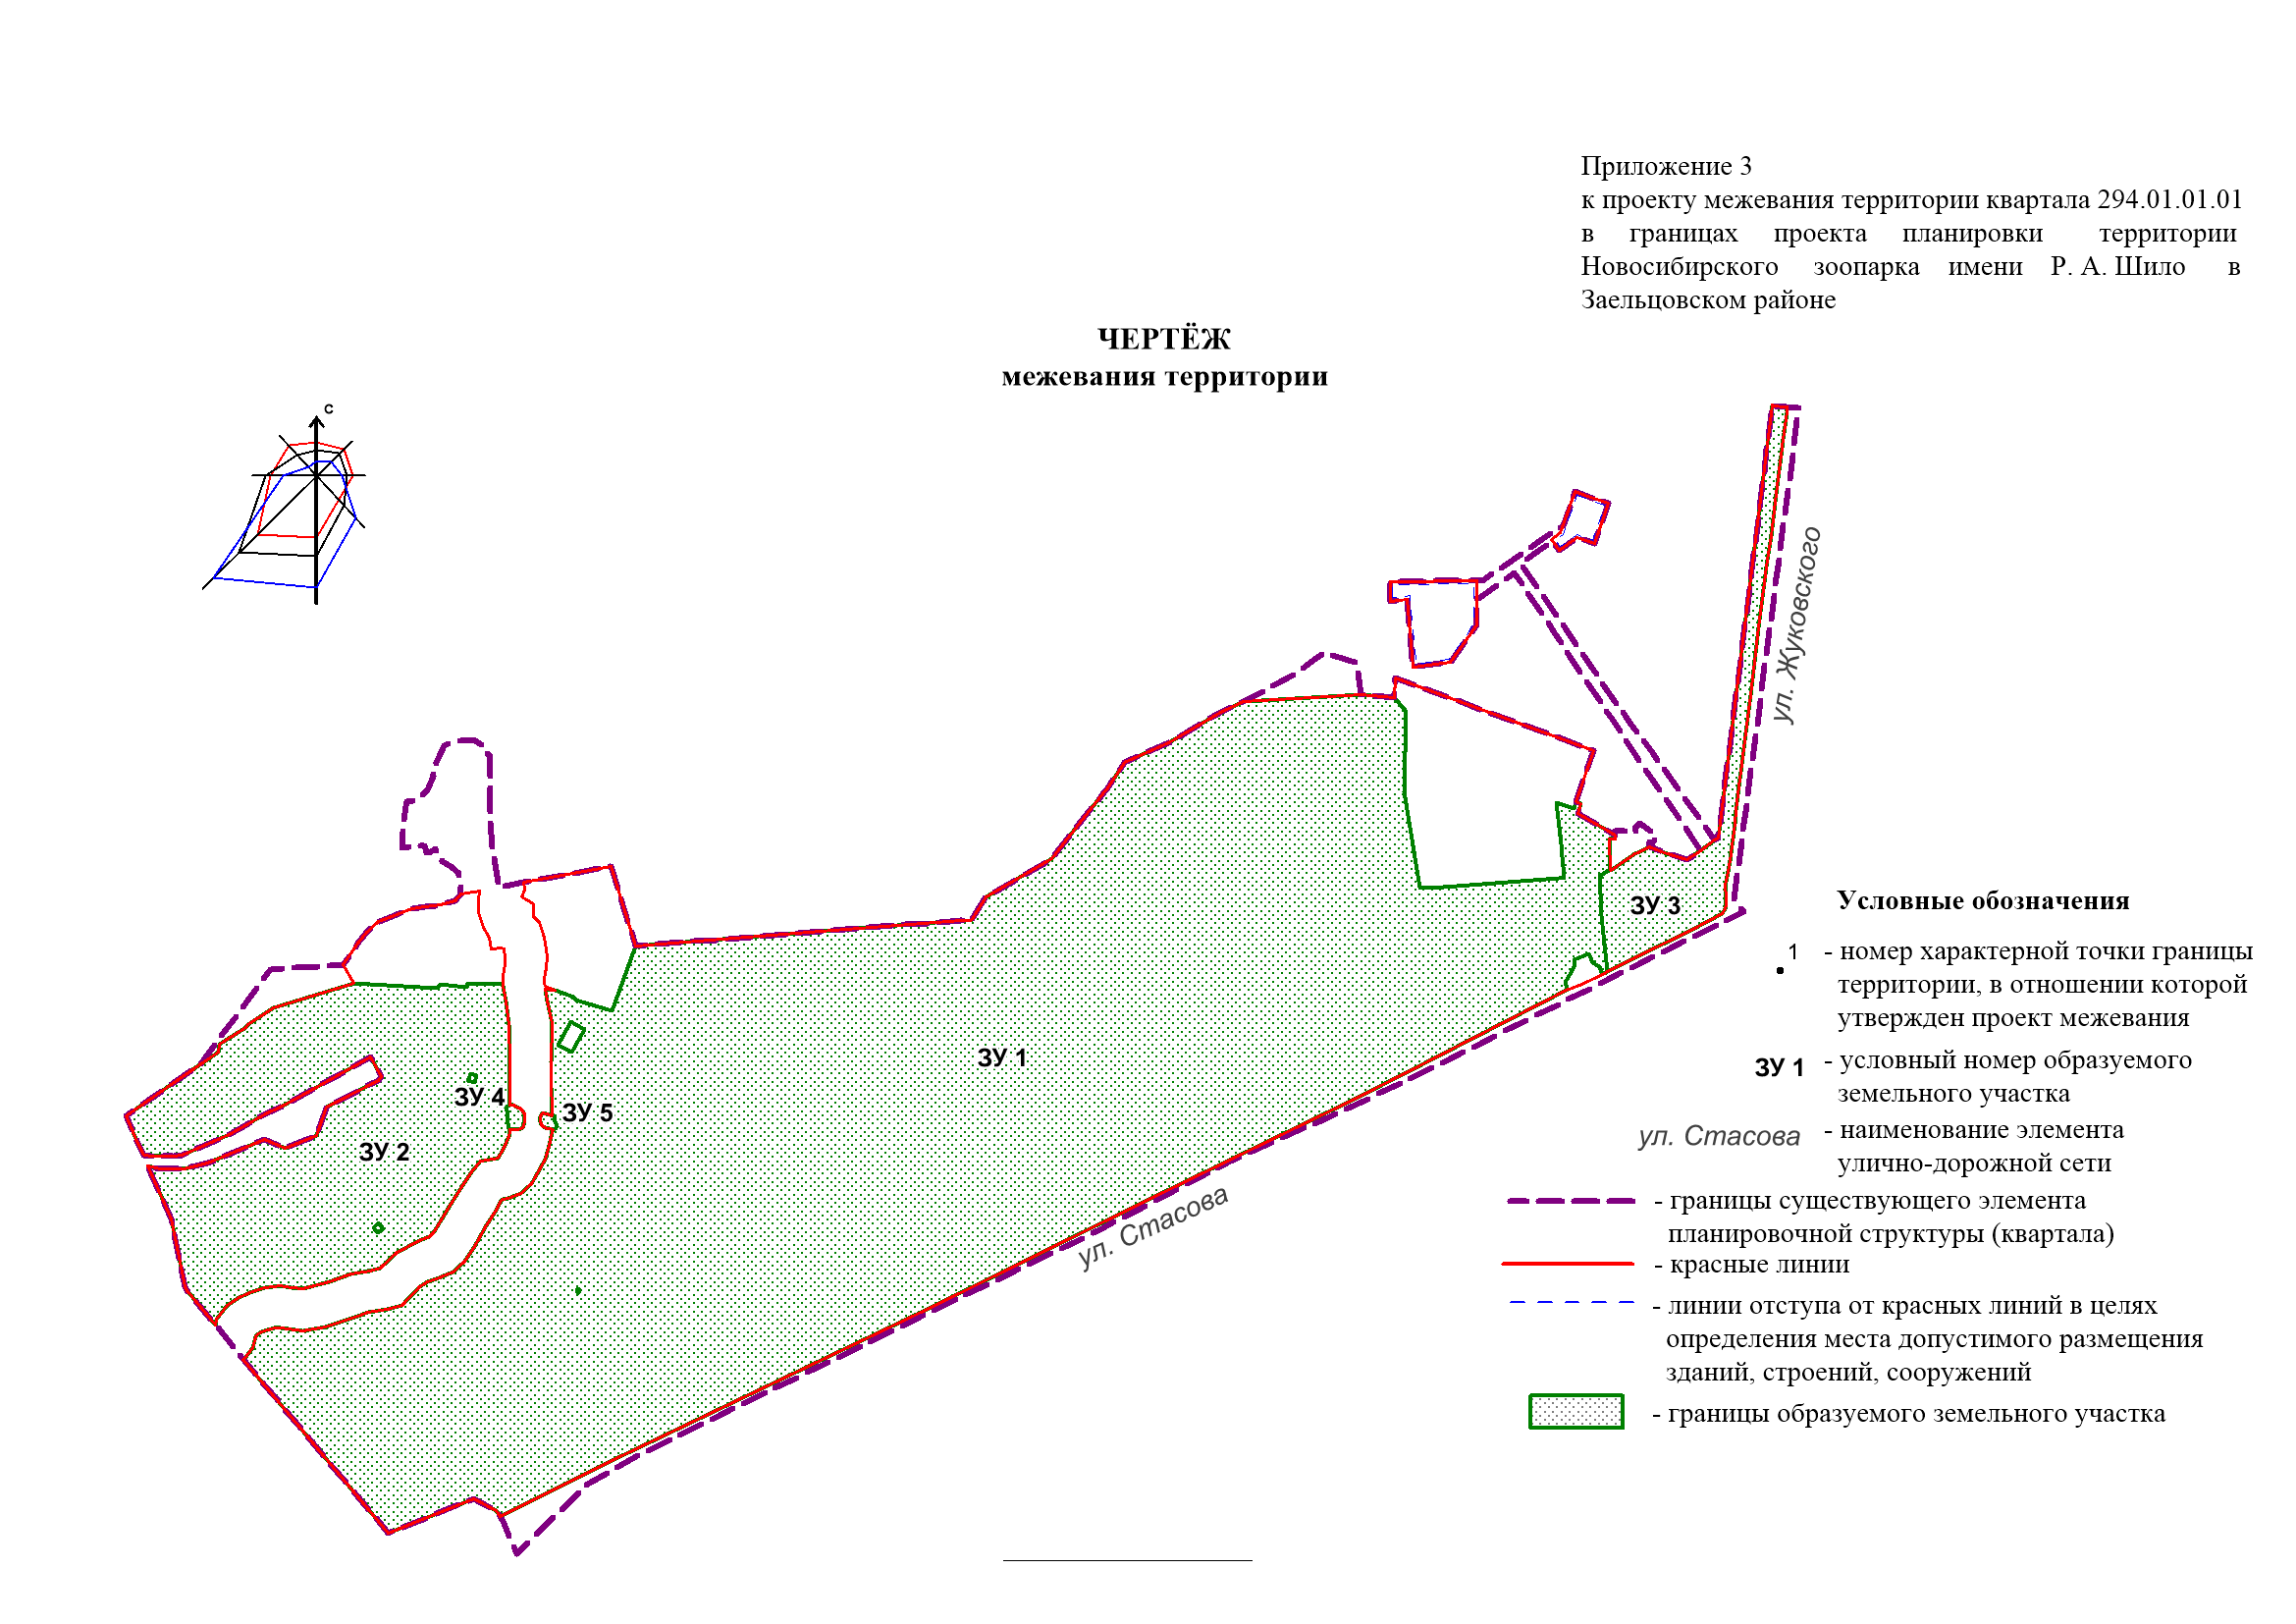 Приложение 3
к проекту межевания территории квартала 294.01.01.01
в границах проекта планировки территории
Новосибирского зоопарка имени Р. А. Шило в
Заельцовском районе
ЧЕРТЁЖ
межевания территории
С
ул. Жуковского
ЗУ 3
ЗУ 1
ЗУ 4
ЗУ 5
ЗУ 2
ул. Стасова
Условные обозначения
1 - номер характерной точки границы
территории, в отношении которой
утвержден проект межевания
ЗУ 1 - условный номер образуемого
земельного участка
ул. Стасова - наименование элемента
улично-дорожной сети
- границы существующего элемента
планировочной структуры (квартала)
- красные линии
- линии отступа от красных линий в целях
определения места допустимого размещения
зданий, строений, сооружений
- границы образуемого земельного участка